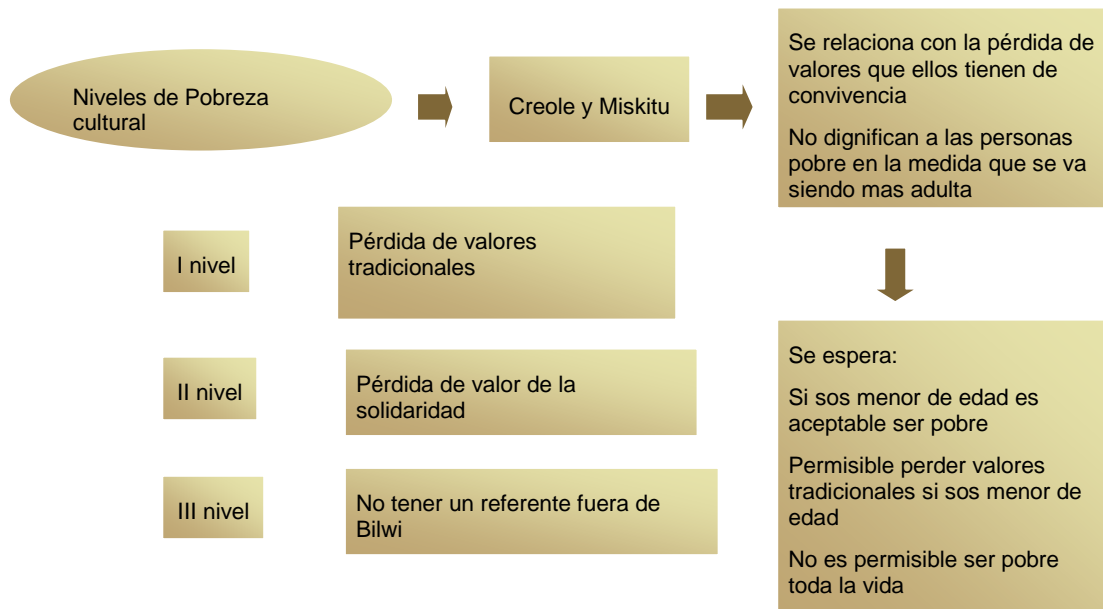 Niveles de Pobreza
cultural
Creole y Miskitu
Se relaciona con la pérdida de
valores que ellos tienen de
convivencia
No dignifican a las personas
pobre en la medida que se va
siendo mas adulta
I nivel
Pérdida de valores
tradicionales
II nivel
Pérdida de valor de la
solidaridad
III nivel
No tener un referente fuera de
Bilwi
Se espera:
Si sos menor de edad es
aceptable ser pobre
Permisible perder valores
tradicionales si sos menor de
edad
No es permisible ser pobre
toda la vida